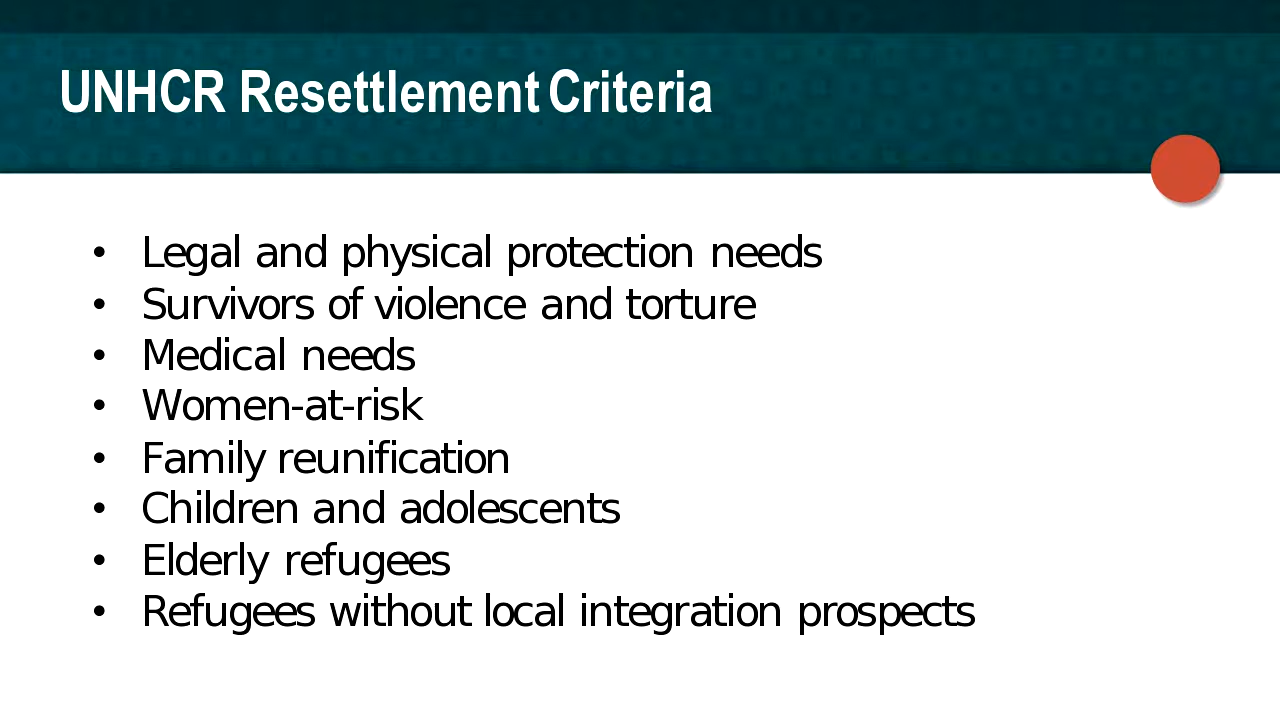 UNHCR Resettlement Criteria
• Legal and physical protection needs
• Survivors of violence and torture
• Medical needs
• Women-at-risk
• Family reunification
• Children and adolescents
• Elderly refugees
• Refugees without local integration prospects